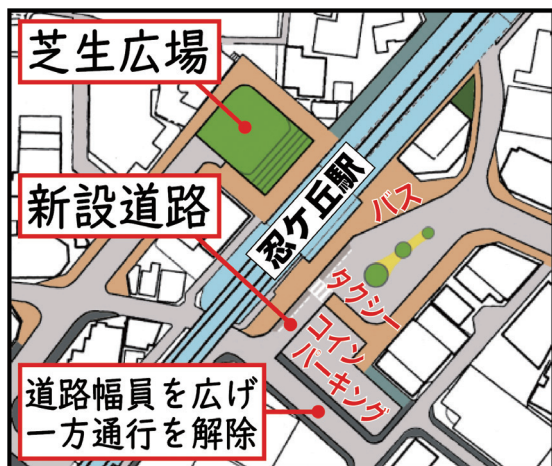 芝生広場
新設道路
忍ケ丘駅
バス
タクシー
コイン
パーキング
道路幅員を広げ
一方通行を解除